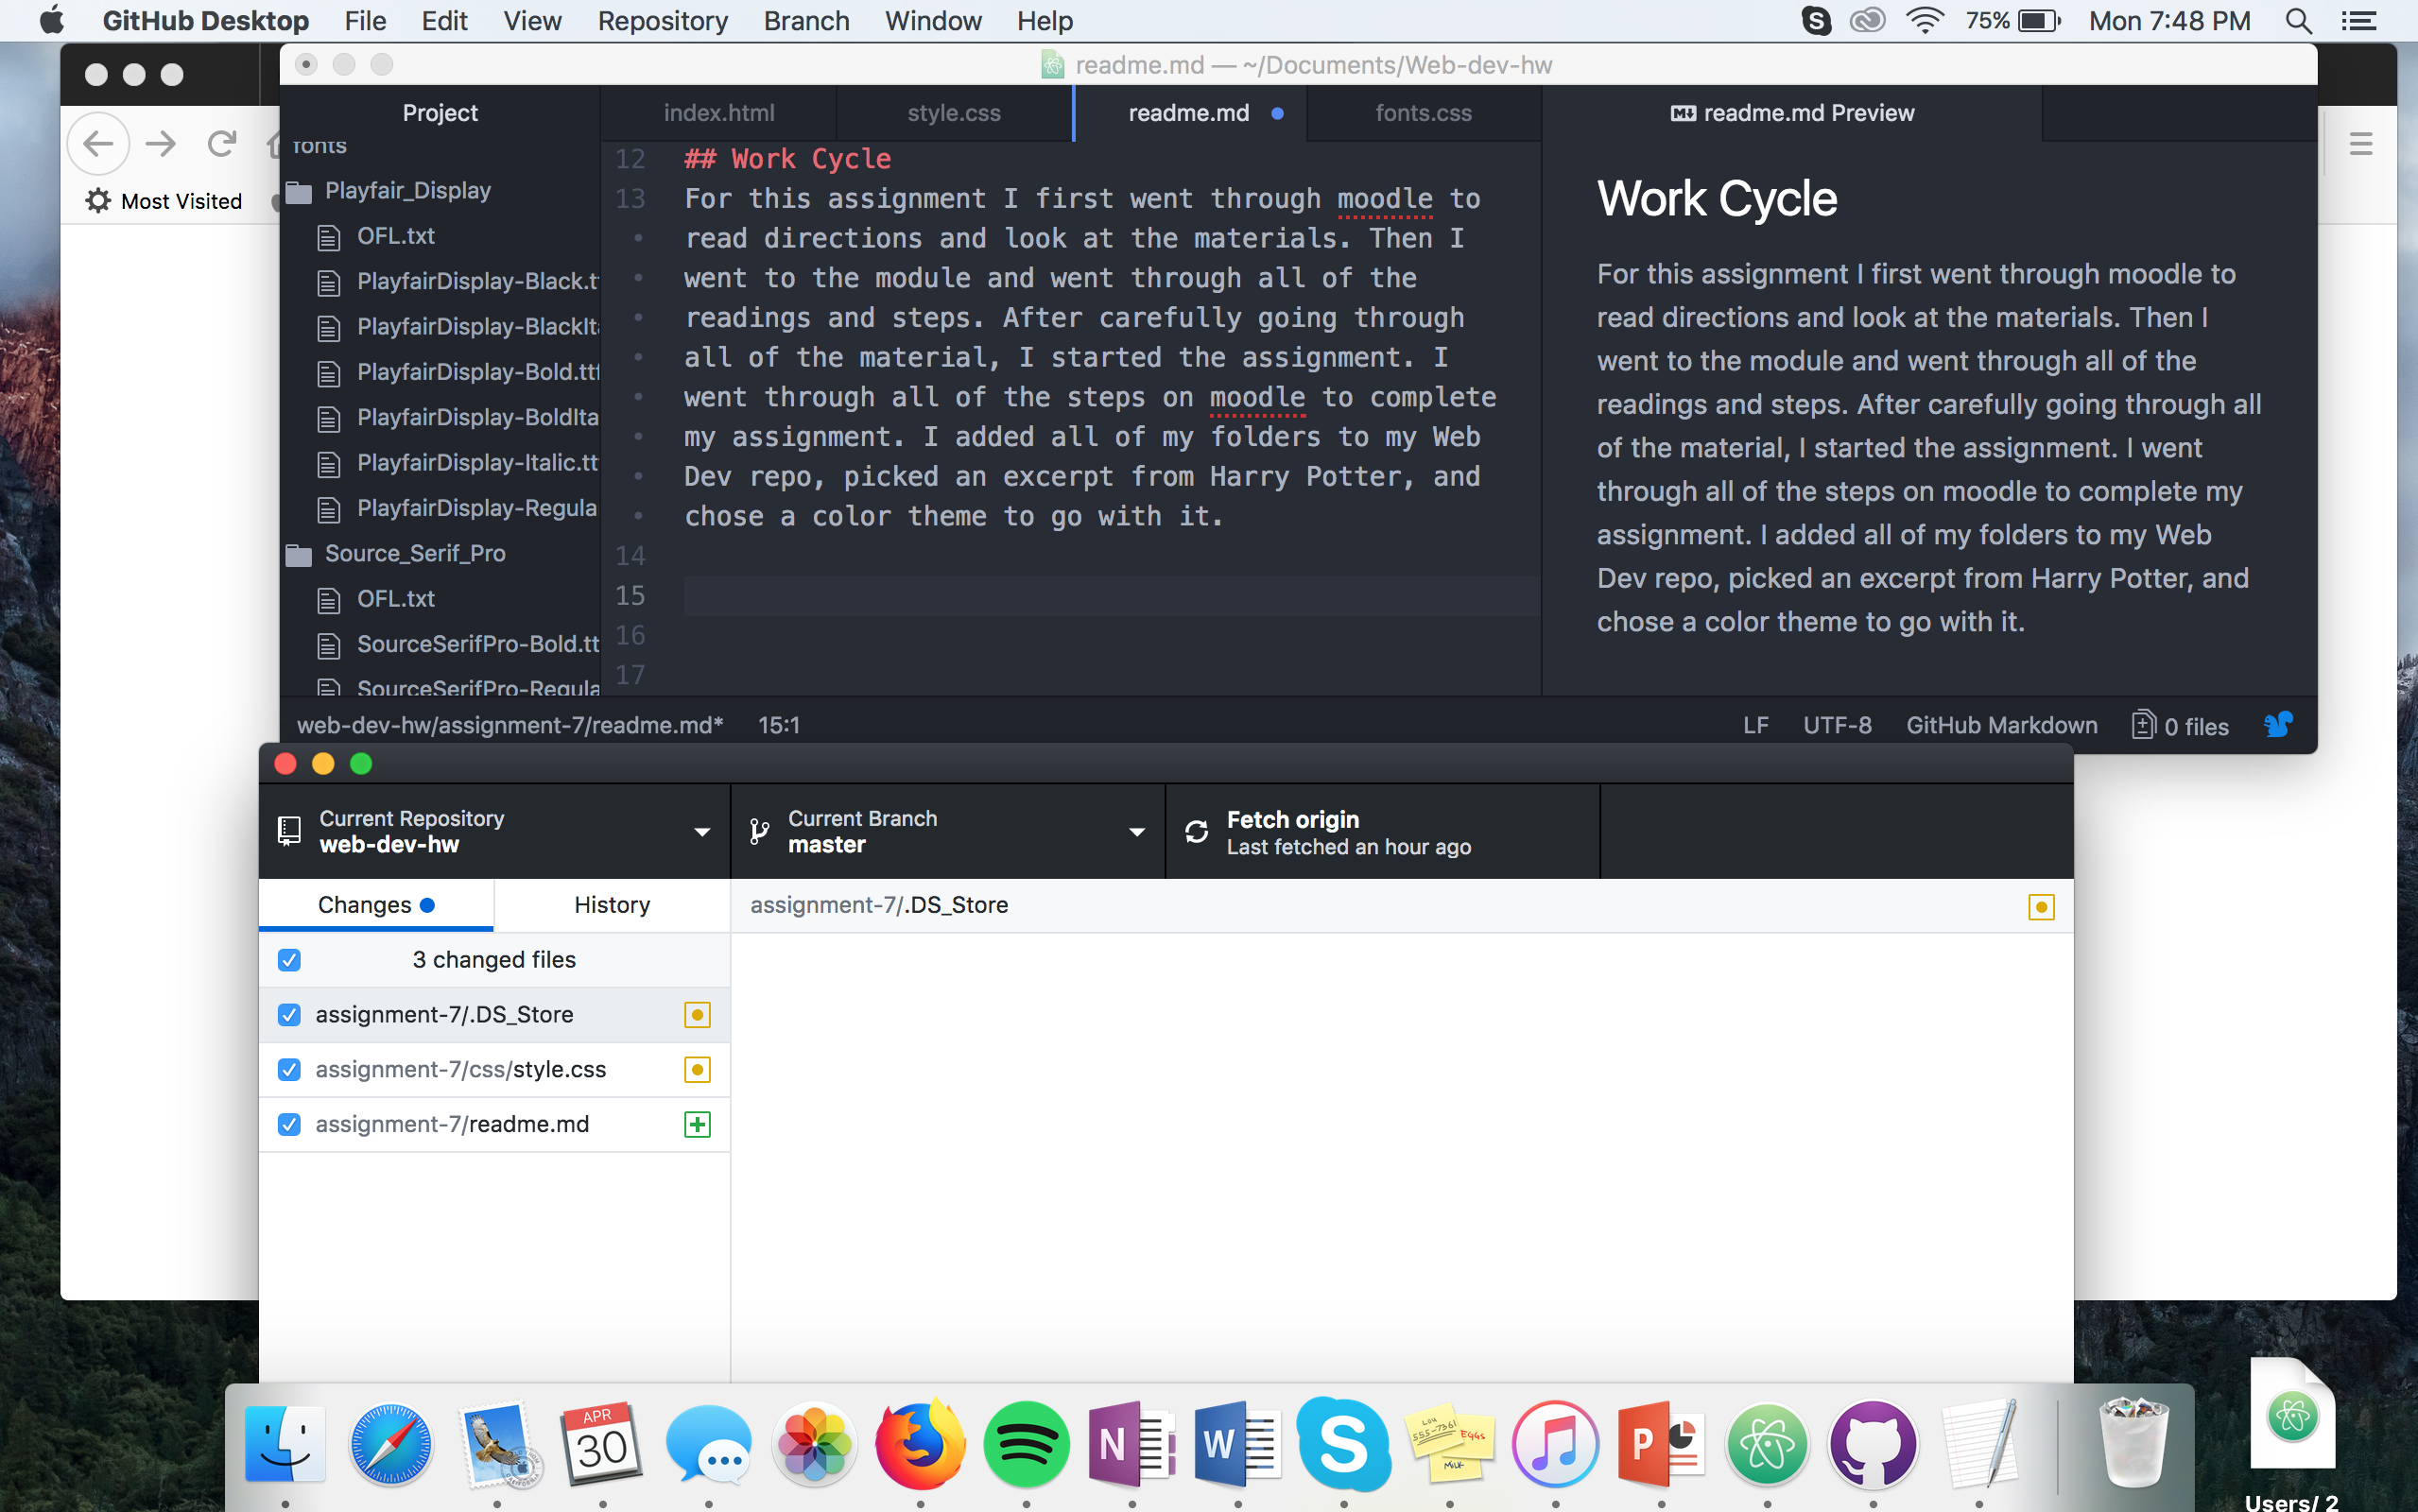 GitHub Desktop File Edit View Repository Branch Window Help 75% Mon 7:48 PM
readme.md — ~/Documents/Web-dev-hw
Project index.html style.css readme.md fonts.css readme.md Preview
Most Visited
fonts
Playfair_Display
OFL.txt
PlayfairDisplay-Black.t
PlayfairDisplay-BlackIta
PlayfairDisplay-Bold.ttf
PlayfairDisplay-BoldIta
PlayfairDisplay-Italic.tt
PlayfairDisplay-Regula
Source_Serif_Pro
OFL.txt
SourceSerifPro-Bold.tt
SourceSerifPro-Regula
12 ## Work Cycle
13 For this assignment I first went through moodle to
read directions and look at the materials. Then I
went to the module and went through all of the
readings and steps. After carefully going through
all of the material, I started the assignment. I
went through all of the steps on moodle to complete
my assignment. I added all of my folders to my Web
Dev repo, picked an excerpt from Harry Potter, and
chose a color theme to go with it.
14
15
16
17
Work Cycle
For this assignment I first went through moodle to
read directions and look at the materials. Then I
went to the module and went through all of the
readings and steps. After carefully going through all
of the material, I started the assignment. I went
through all of the steps on moodle to complete my
assignment. I added all of my folders to my Web
Dev repo, picked an excerpt from Harry Potter, and
chose a color theme to go with it.
web-dev-hw/assignment-7/readme.md* 15:1 LF UTF-8 GitHub Markdown 0 files
Current Repository
web-dev-hw
Current Branch
master
Fetch origin
Last fetched an hour ago
Changes History
assignment-7/.DS_Store
3 changed files
assignment-7/.DS_Store
assignment-7/css/style.css
assignment-7/readme.md
APR
30
N
W
S
LOU
555-7361
EGGS
MILK
P
Users/ 2